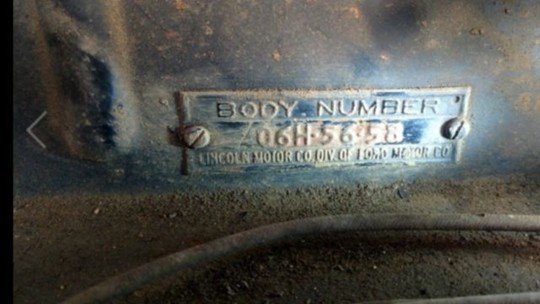 BODY NUMBER
06H-56-58
LINCOLN MOTOR CO. DIV. OF FORD MOTOR CO